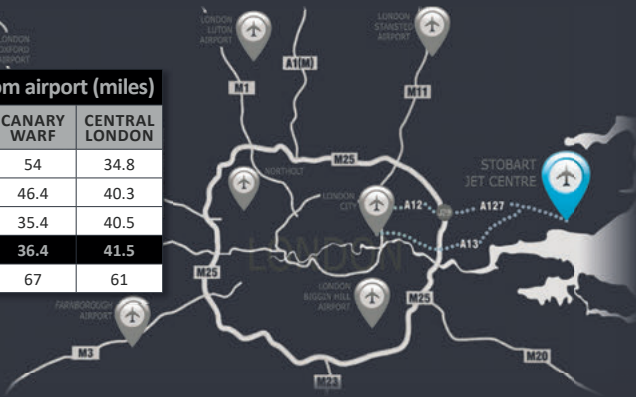 LONDON
OXFORD
AIRPORT
LONDON
LUTON
AIRPORT
LONDON
STANSTED
AIRPORT
om airport (miles)
CANARY
WARF
CENTRAL
LONDON
54 34.8
46.4 40.3
35.4 40.5
36.4 41.5
67 61
A1(M)
M1
M11
M25
NORTHOLT
STOBART
JET CENTRE
LONDON
CITY
A12
A127
A13
LONDON
M25
LONDON
BIGGIN HILL
AIRPORT
M25
FARNBOROUGH
AIRPORT
M3
M20
M23